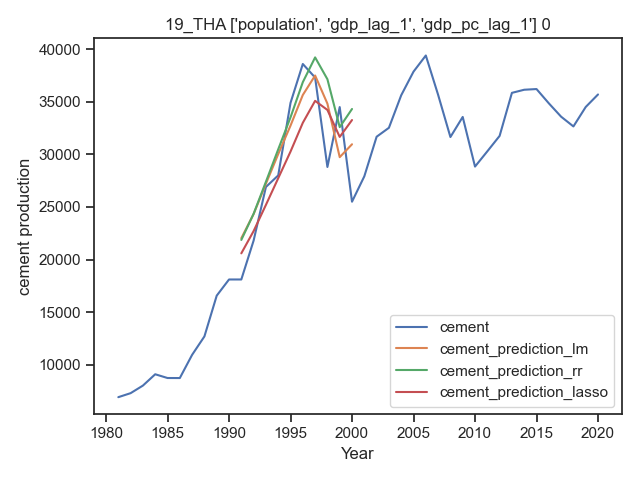 19_THA ['population', 'gdp_lag_1', 'gdp_pc_lag_1'] 0
40000
35000
30000
25000
20000
15000
10000
cement production
cement
cement_prediction_lm
cement_prediction_rr
cement_prediction_lasso
1980 1985 1990 1995 2000 2005 2010 2015 2020
Year